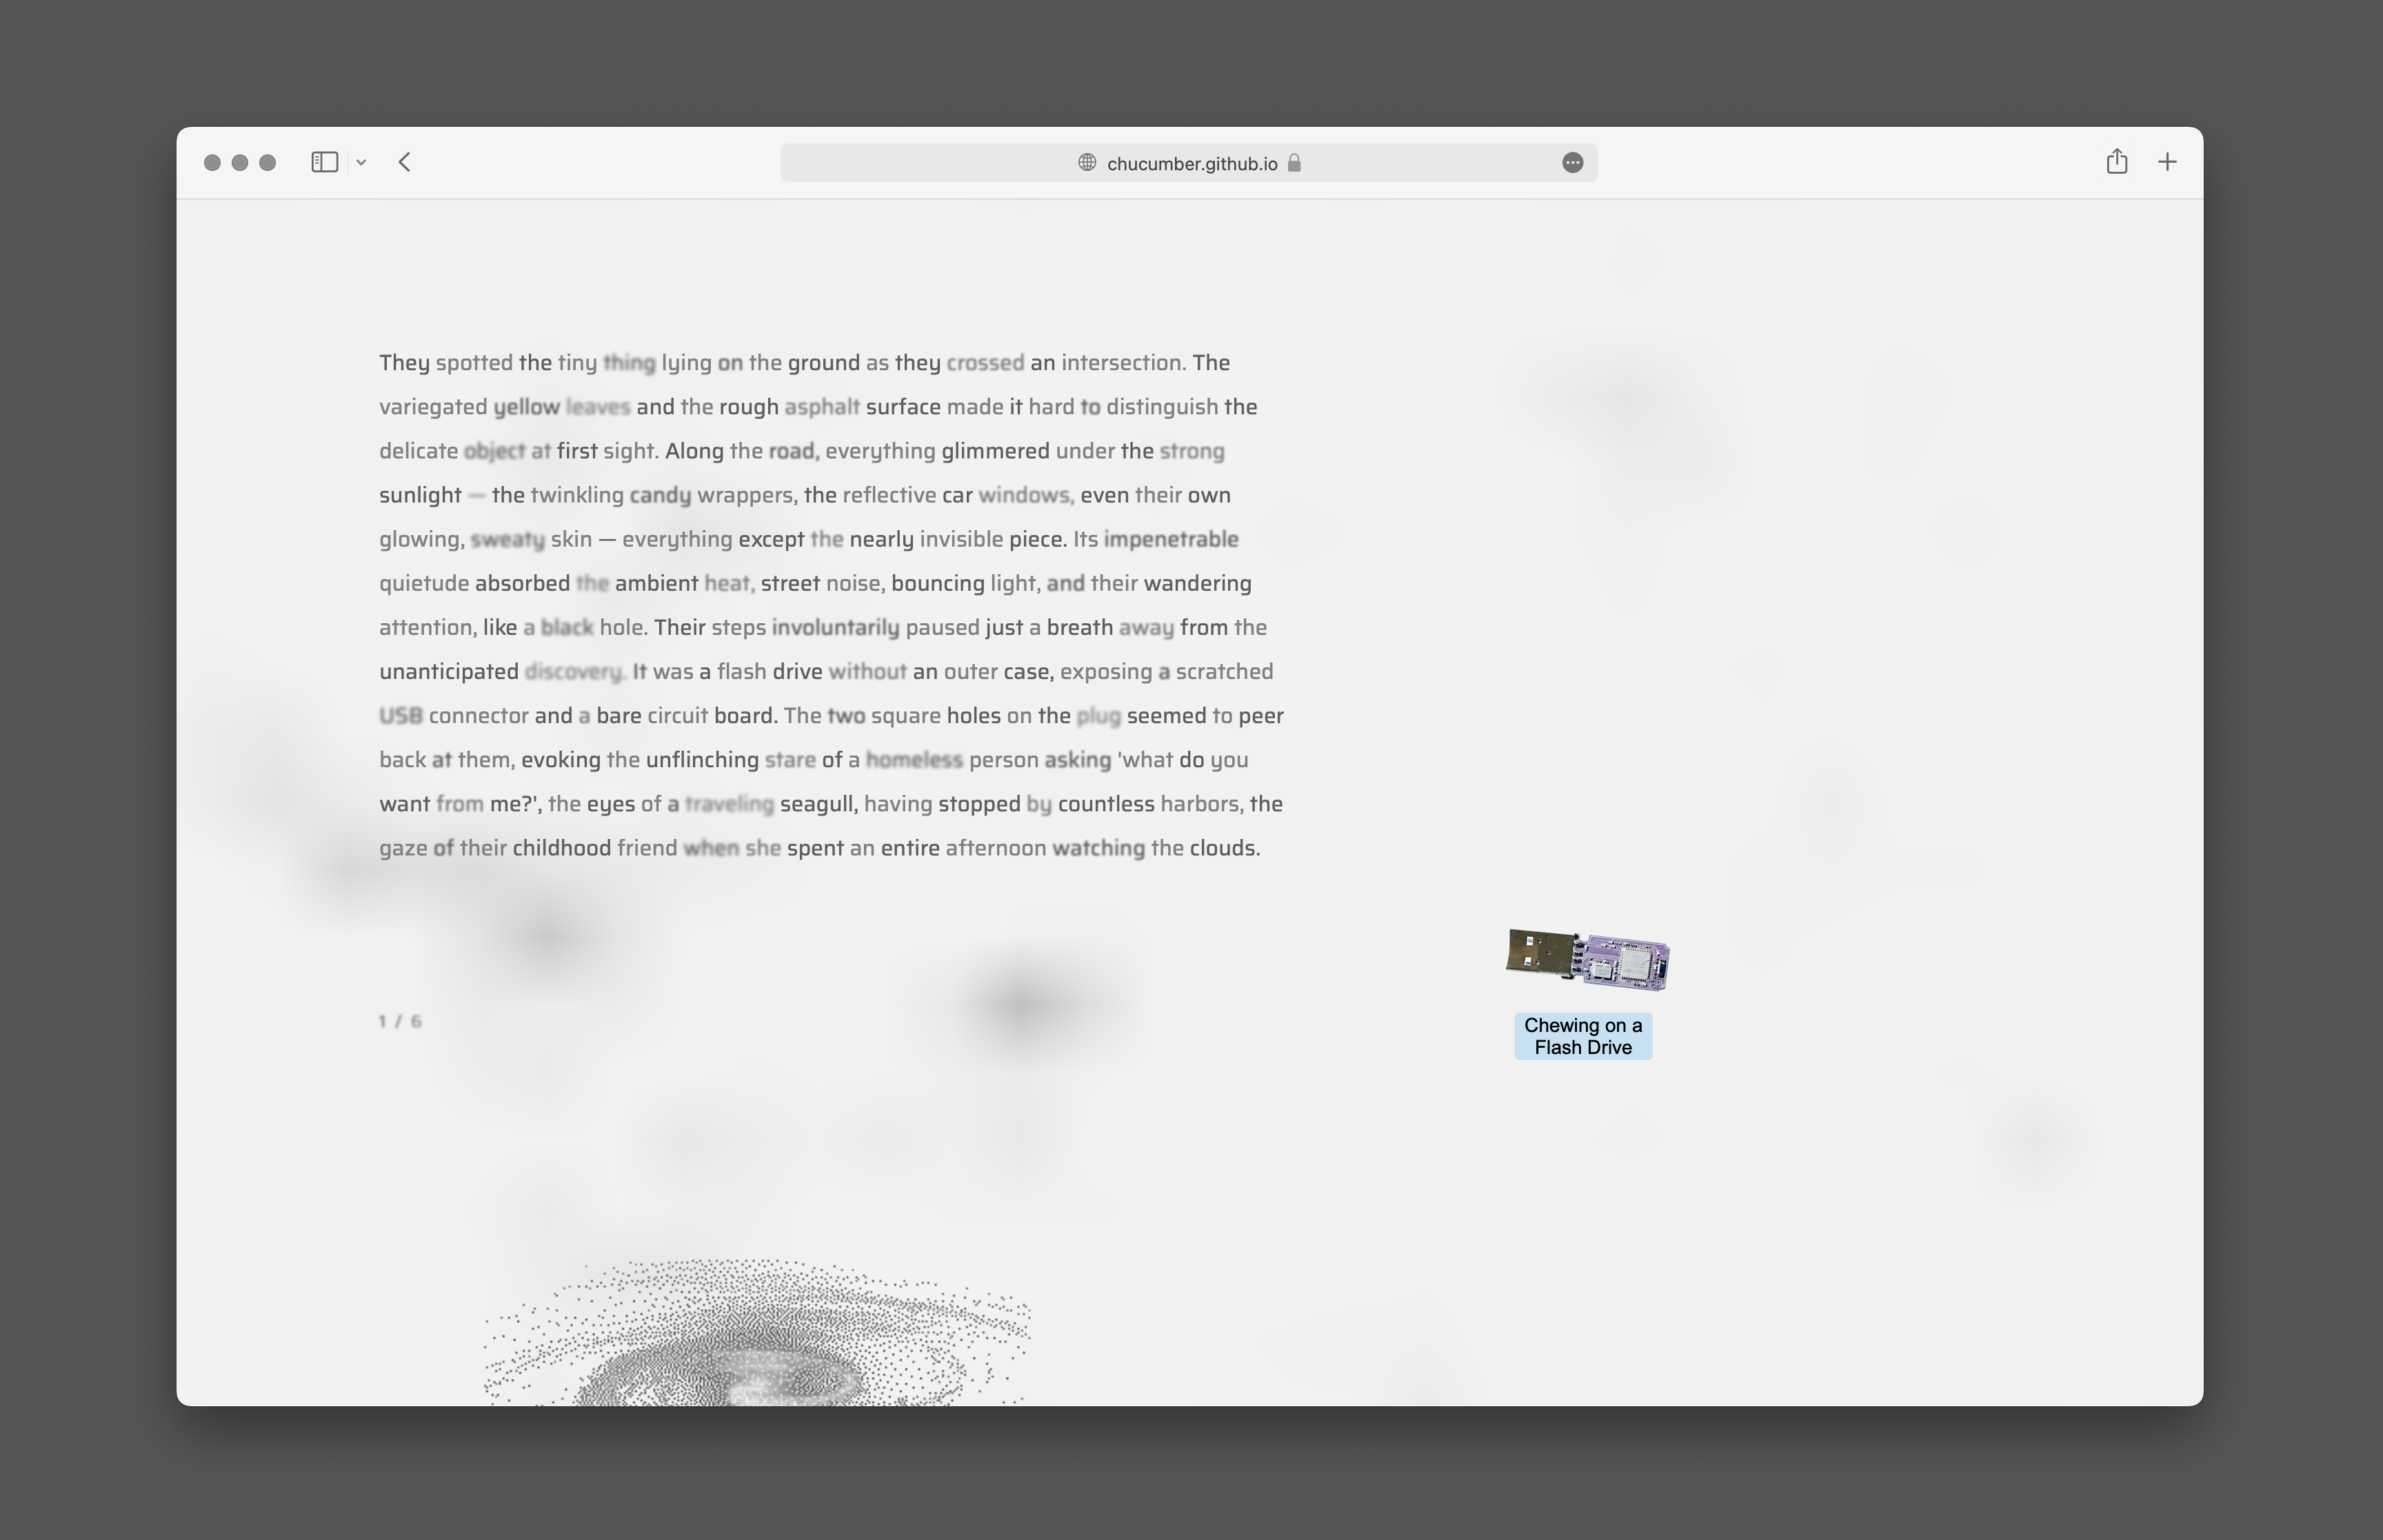 chucumber.github.io
They spotted the tiny thing lying on the ground as they crossed an intersection. The
variegated yellow leaves and the rough asphalt surface made it hard to distinguish the
delicate object at first sight. Along the road, everything glimmered under the strong
sunlight — the twinkling candy wrappers, the reflective car windows, even their own
glowing, sweaty skin — everything except the nearly invisible piece. Its impenetrable
quietude absorbed the ambient heat, street noise, bouncing light, and their wandering
attention, like a black hole. Their steps involuntarily paused just a breath away from the
unanticipated discovery. It was a flash drive without an outer case, exposing a scratched
USB connector and a bare circuit board. The two square holes on the plug seemed to peer
back at them, evoking the unflinching stare of a homeless person asking 'what do you
want from me?', the eyes of a traveling seagull, having stopped by countless harbors, the
gaze of their childhood friend when she spent an entire afternoon watching the clouds.
1 / 6
Chewing on a
Flash Drive